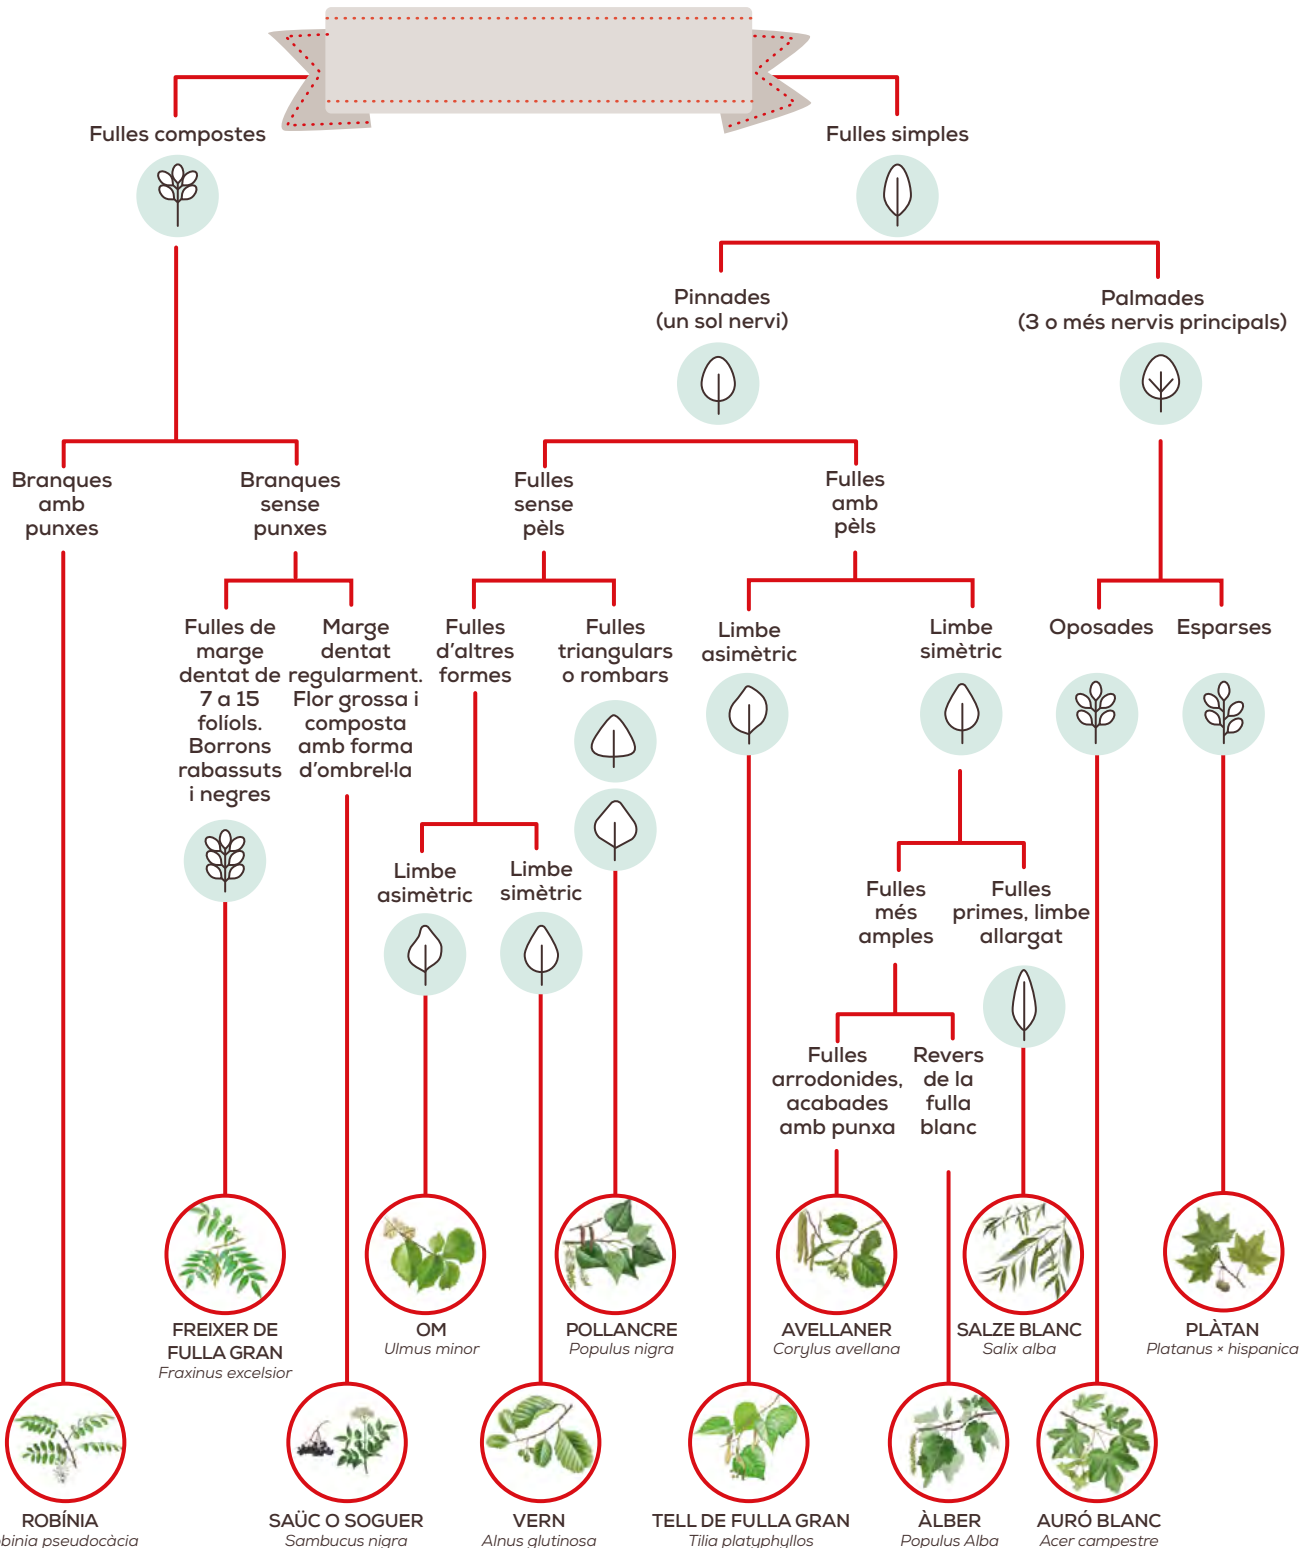 Fulles compostes
Fulles simples
Pinnades
(un sol nervi)
Palmades
(3 o més nervis principals)
Branques
amb
punxes
Branques
sense
punxes
Fulles
sense
pèls
Fulles
amb
pèls
Fulles de
marge
dentat de
7 a 15
folíols.
Borrons
rabassuts
i negres
Marge
dentat
regularment.
Flor grossa i
composta
amb forma
d'ombrel·la
Fulles
d'altres
formes
Fulles
triangulars
o rombars
Limbe
asimètric
Limbe
simètric
Oposades
Esparses
Limbe
asimètric
Limbe
simètric
Fulles
més
amples
Fulles
primes, limbe
allargat
Fulles
arrodonides,
acabades
amb punxa
Revers
de la
fulla
blanc
FREIXER DE
FULLA GRAN
Fraxinus excelsior
OM
Ulmus minor
POLLANCRE
Populus nigra
AVELLANER
Corylus avellana
SALZE BLANC
Salix alba
PLÀTAN
Platanus × hispanica
ROBÍNIA
binia pseudocàcia
SAÜC O SOGUER
Sambucus nigra
VERN
Alnus glutinosa
TELL DE FULLA GRAN
Tilia platyphyllos
ÀLBER
Populus Alba
AURÓ BLANC
Acer campestre